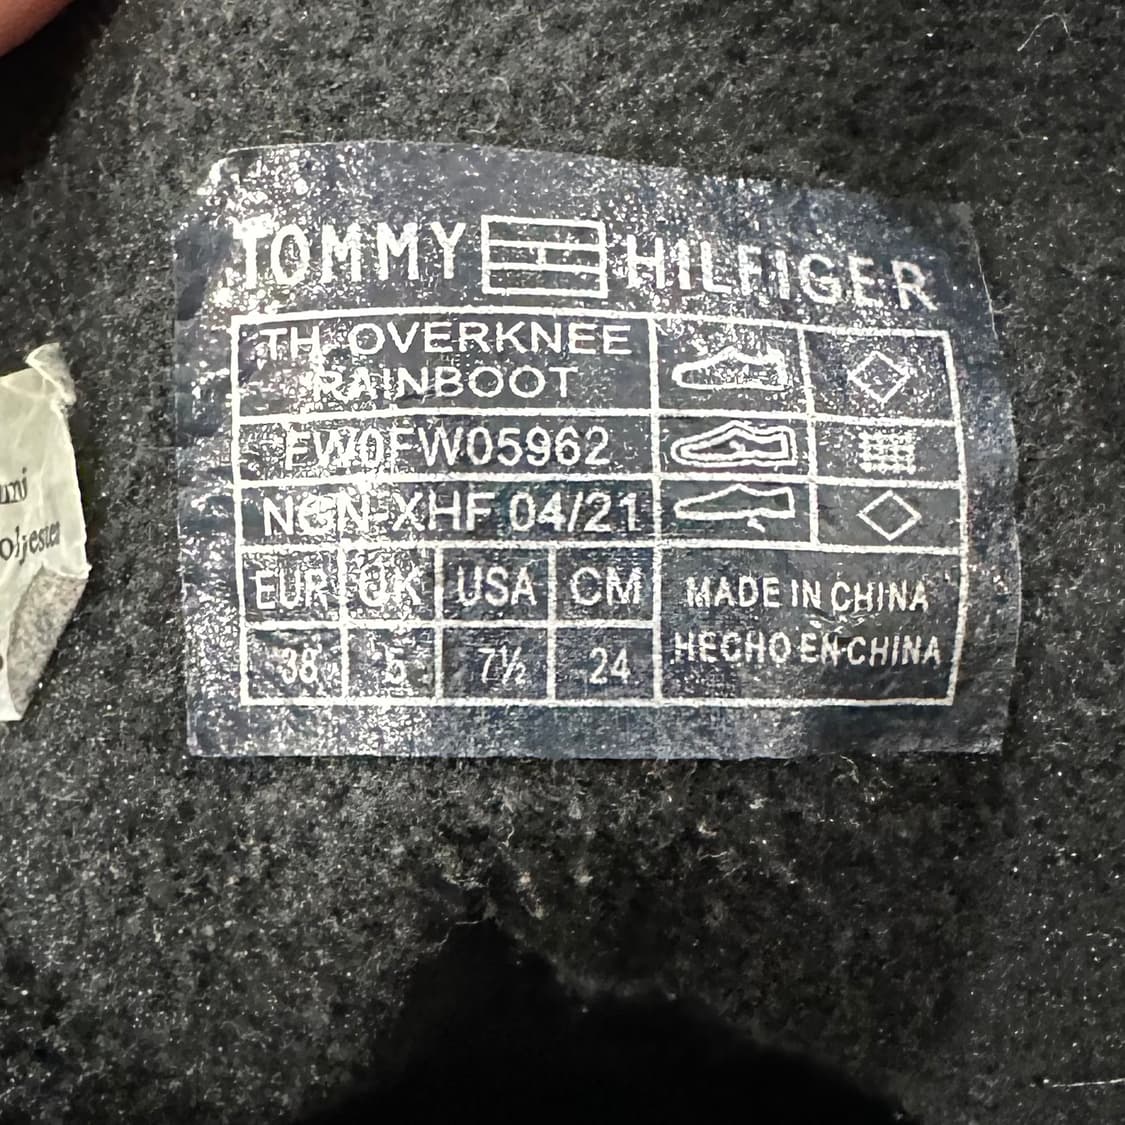 TOMMY HILFIGER
TH OVERKNEE
RAINBOOT
FW0FW05962
NGN-XHF 04/21
EUR UK USA CM
38 5 7½ 24
MADE IN CHINA
HECHO EN CHINA
olyester